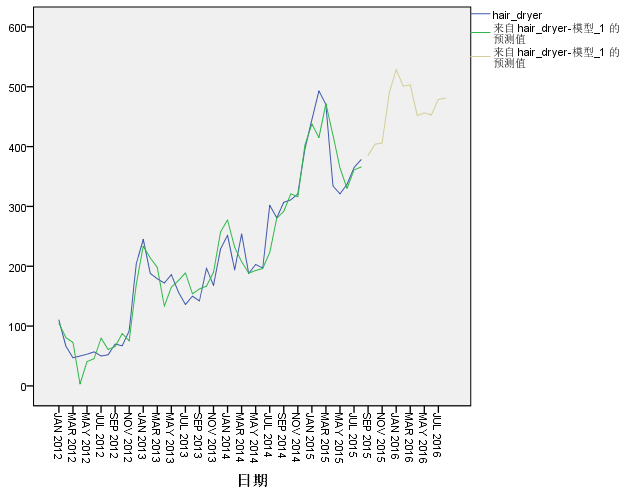 hair_dryer
来自 hair_dryer-模型_1 的
预测值
来自 hair_dryer-模型_1 的
预测值
600
500
400
300
200
100
0
JAN 2012
MAR 2012
MAY 2012
JUL 2012
SEP 2012
NOV 2012
JAN 2013
MAR 2013
MAY 2013
JUL 2013
SEP 2013
NOV 2013
JAN 2014
MAR 2014
MAY 2014
JUL 2014
SEP 2014
NOV 2014
JAN 2015
MAR 2015
MAY 2015
JUL 2015
SEP 2015
NOV 2015
JAN 2016
MAR 2016
MAY 2016
JUL 2016
日期